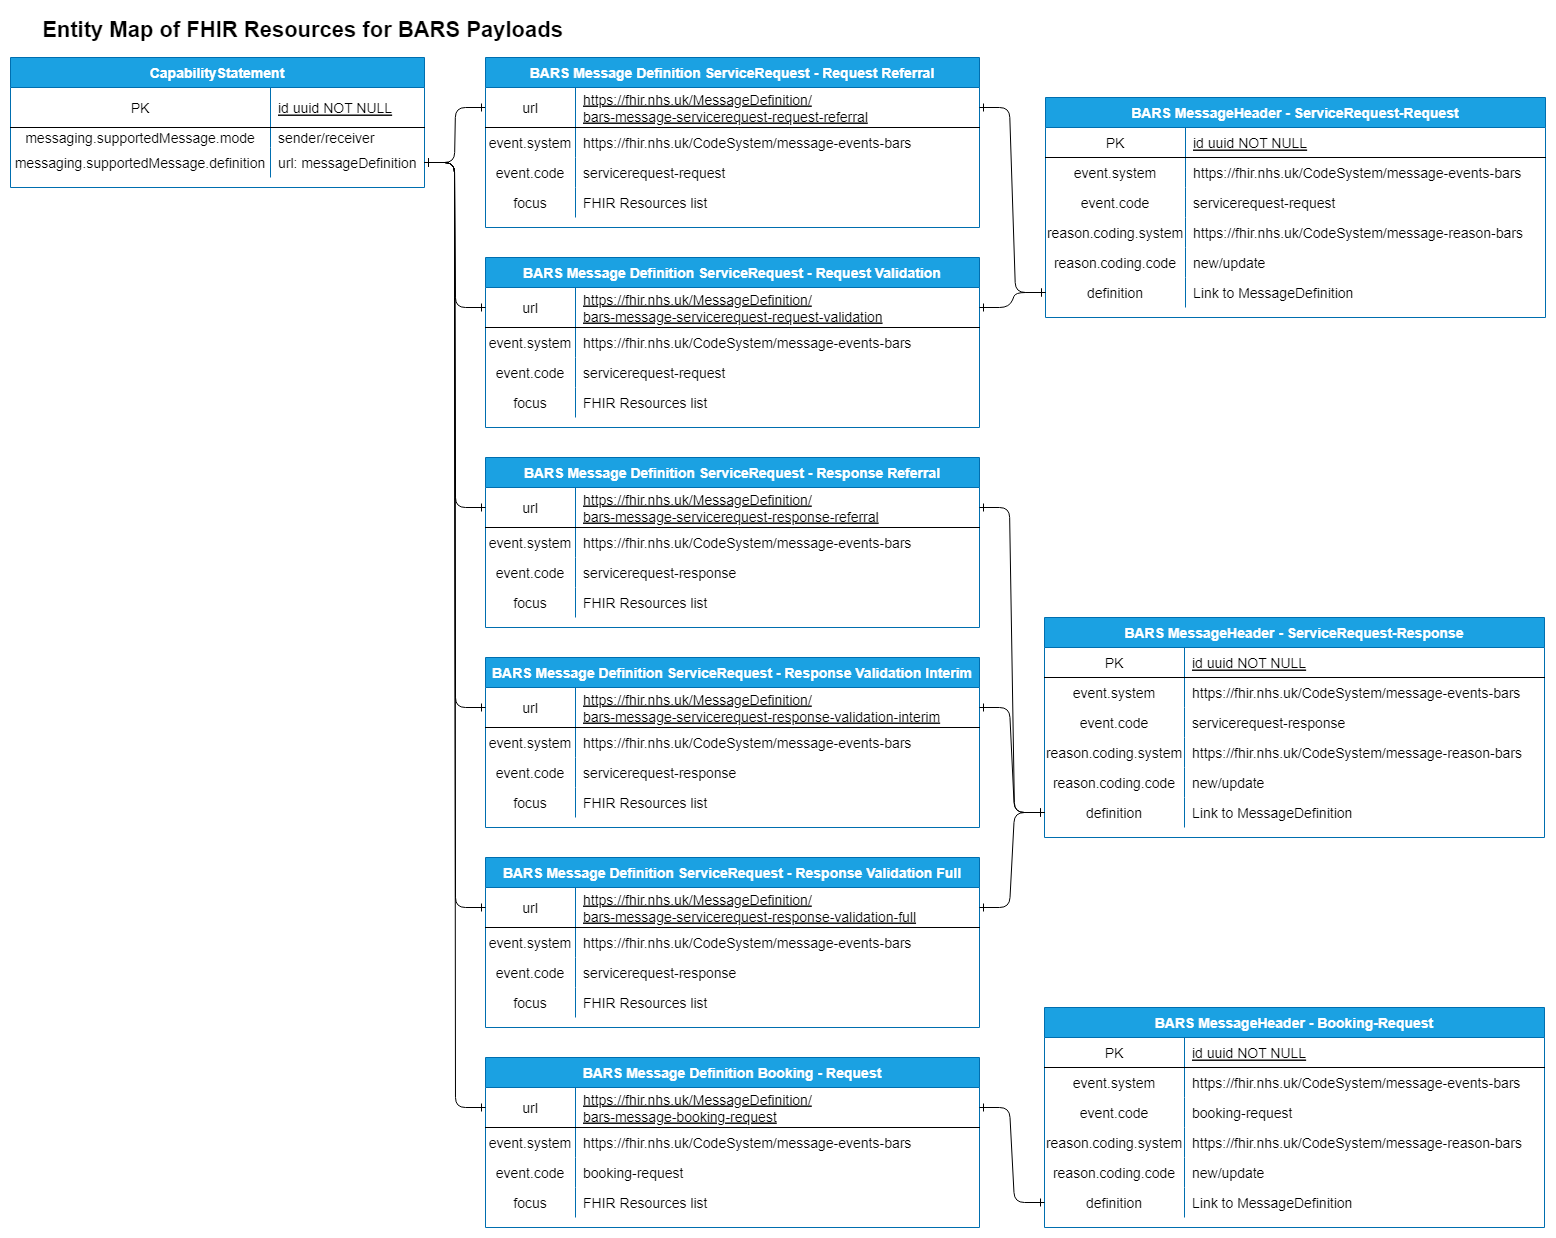 Entity Map of FHIR Resources for BARS Payloads
CapabilityStatement
PK
id uuid NOT NULL
messaging.supportedMessage.mode
sender/receiver
messaging.supportedMessage.definition
url: messageDefinition
BARS Message Definition ServiceRequest - Request Referral
url
https://fhir.nhs.uk/MessageDefinition/
bars-message-servicerequest-request-referral
event.system
https://fhir.nhs.uk/CodeSystem/message-events-bars
event.code
servicerequest-request
focus
FHIR Resources list
BARS Message Definition ServiceRequest - Request Validation
url
https://fhir.nhs.uk/MessageDefinition/
bars-message-servicerequest-request-validation
event.system
https://fhir.nhs.uk/CodeSystem/message-events-bars
event.code
servicerequest-request
focus
FHIR Resources list
BARS Message Definition ServiceRequest - Response Referral
url
https://fhir.nhs.uk/MessageDefinition/
bars-message-servicerequest-response-referral
event.system
https://fhir.nhs.uk/CodeSystem/message-events-bars
event.code
servicerequest-response
focus
FHIR Resources list
BARS Message Definition ServiceRequest - Response Validation Interim
url
https://fhir.nhs.uk/MessageDefinition/
bars-message-servicerequest-response-validation-interim
event.system
https://fhir.nhs.uk/CodeSystem/message-events-bars
event.code
servicerequest-response
focus
FHIR Resources list
BARS Message Definition ServiceRequest - Response Validation Full
url
https://fhir.nhs.uk/MessageDefinition/
bars-message-servicerequest-response-validation-full
event.system
https://fhir.nhs.uk/CodeSystem/message-events-bars
event.code
servicerequest-response
focus
FHIR Resources list
BARS Message Definition Booking - Request
url
https://fhir.nhs.uk/MessageDefinition/
bars-message-booking-request
event.system
https://fhir.nhs.uk/CodeSystem/message-events-bars
event.code
booking-request
focus
FHIR Resources list
BARS MessageHeader - ServiceRequest-Request
PK
id uuid NOT NULL
event.system
https://fhir.nhs.uk/CodeSystem/message-events-bars
event.code
servicerequest-request
reason.coding.system
https://fhir.nhs.uk/CodeSystem/message-reason-bars
reason.coding.code
new/update
definition
Link to MessageDefinition
BARS MessageHeader - ServiceRequest-Response
PK
id uuid NOT NULL
event.system
https://fhir.nhs.uk/CodeSystem/message-events-bars
event.code
servicerequest-response
reason.coding.system
https://fhir.nhs.uk/CodeSystem/message-reason-bars
reason.coding.code
new/update
definition
Link to MessageDefinition
BARS MessageHeader - Booking-Request
PK
id uuid NOT NULL
event.system
https://fhir.nhs.uk/CodeSystem/message-events-bars
event.code
booking-request
reason.coding.system
https://fhir.nhs.uk/CodeSystem/message-reason-bars
reason.coding.code
new/update
definition
Link to MessageDefinition